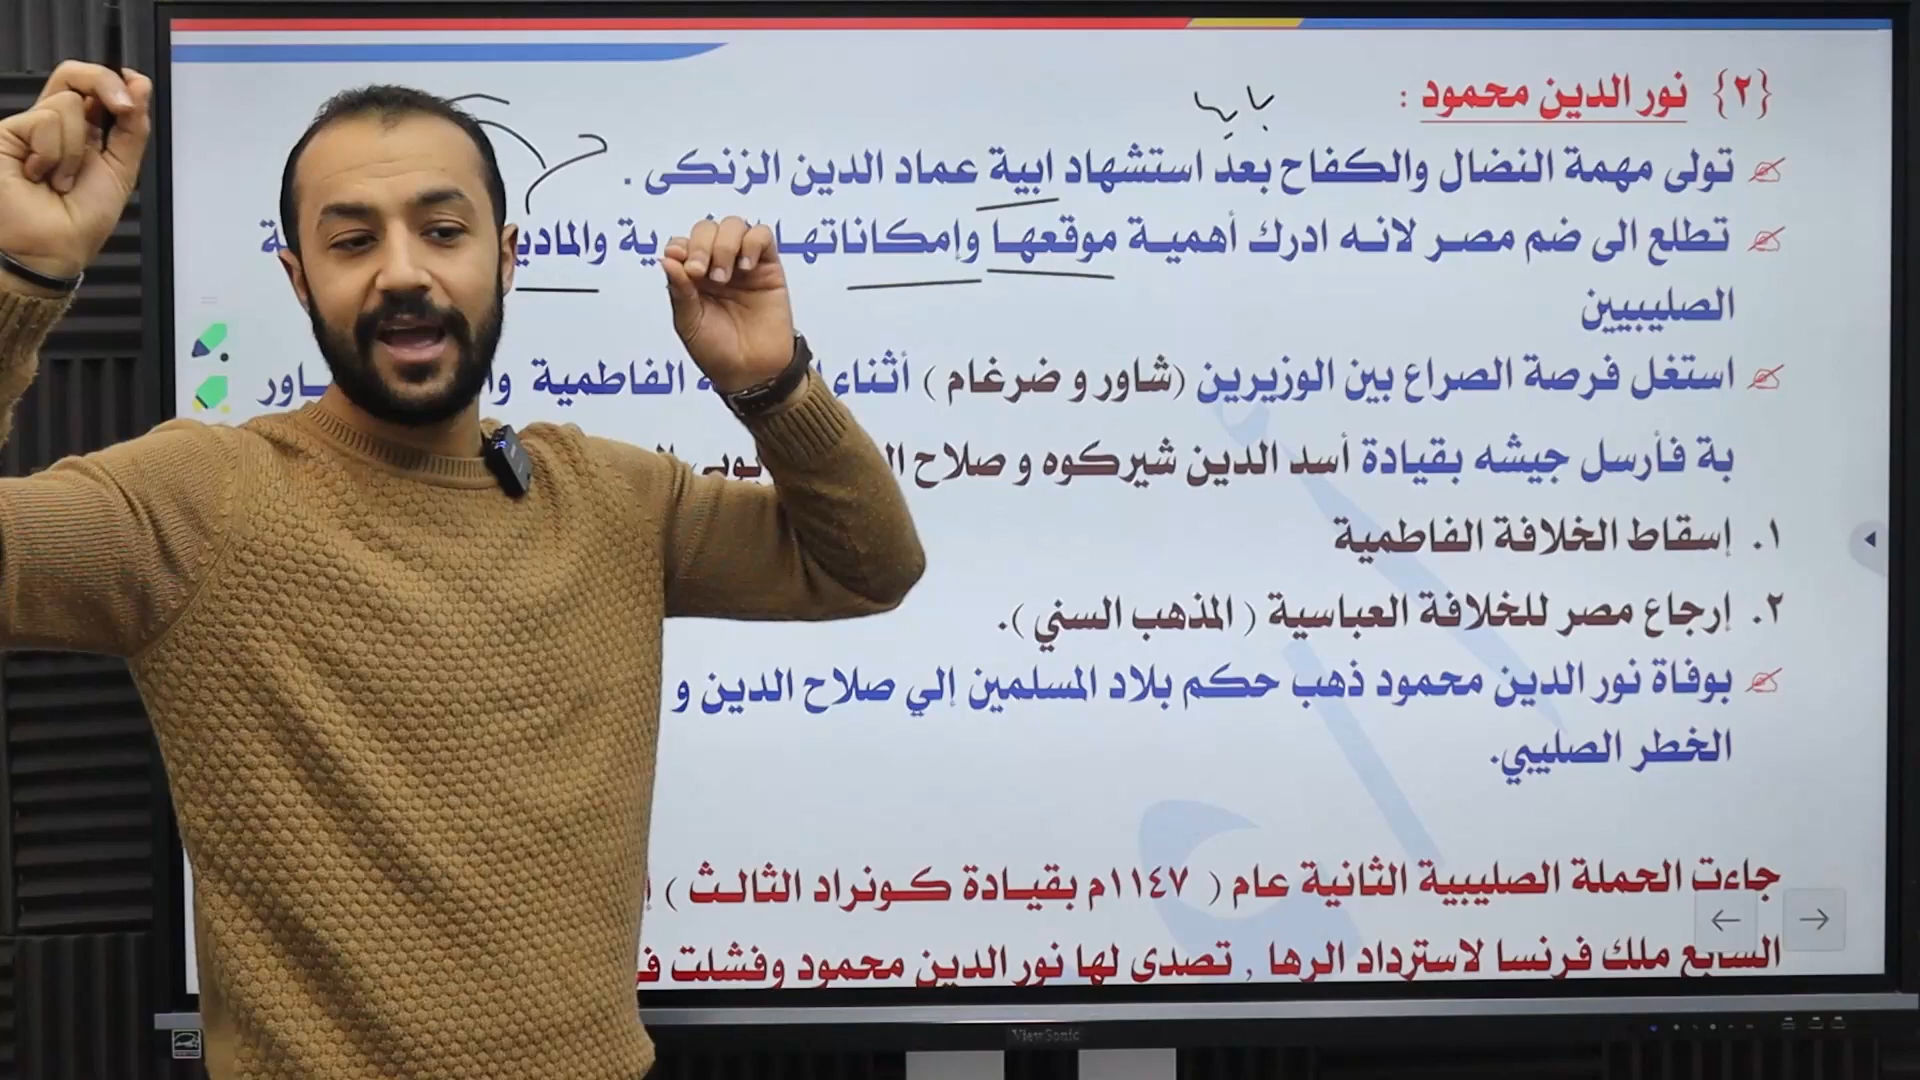 {٢} نور الدين محمود :
بابا
تولى مهمة النضال والكفاح بعد استشهاد ابية عماد الدين الزنكى .
تطلع الى ضم مصر لانه ادرك أهمية موقعها وإمكاناتها
الصليبيين
استغل فرصة الصراع بين الوزيرين (شاور و ضرغام ) أثناء الفاطمية
بة فأرسل جيشه بقيادة أسد الدين شيركوه و صلاح
١. إسقاط الخلافة الفاطمية
٢. إرجاع مصر للخلافة العباسية ( المذهب السني ).
بوفاة نور الدين محمود ذهب حكم بلاد المسلمين إلي صلاح الدين و
الخطر الصليبي.
جاءت الحملة الصليبية الثانية عام ( ١١٤٧م بقيادة كونراد الثالث )
السابع ملك فرنسا لاسترداد الرها , تصدى لها نور الدين محمود وفشلت
ViewSonic